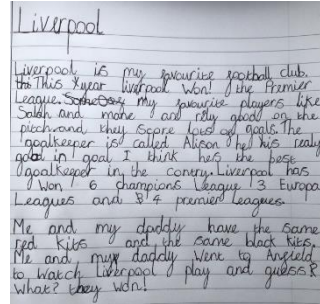 Liverpool
Liverpool is my favourite football club.
This year liverpool won! the Premier
League. my favourite players like
Salah and mane are rlly good on the
pitch and they score lots of goals. The
goalkeeper is called Alison he his realy
good in goal I think he's the best
goalkeeper in the contry. Liverpool has
Won 6 champions League 3 Europa
Leagues and 4 premier Leagues.
Me and my daddy have the same
red kits and the same black kits.
Me and my daddy went to Anfield
to watch Liverpool play and guess
What? they won!